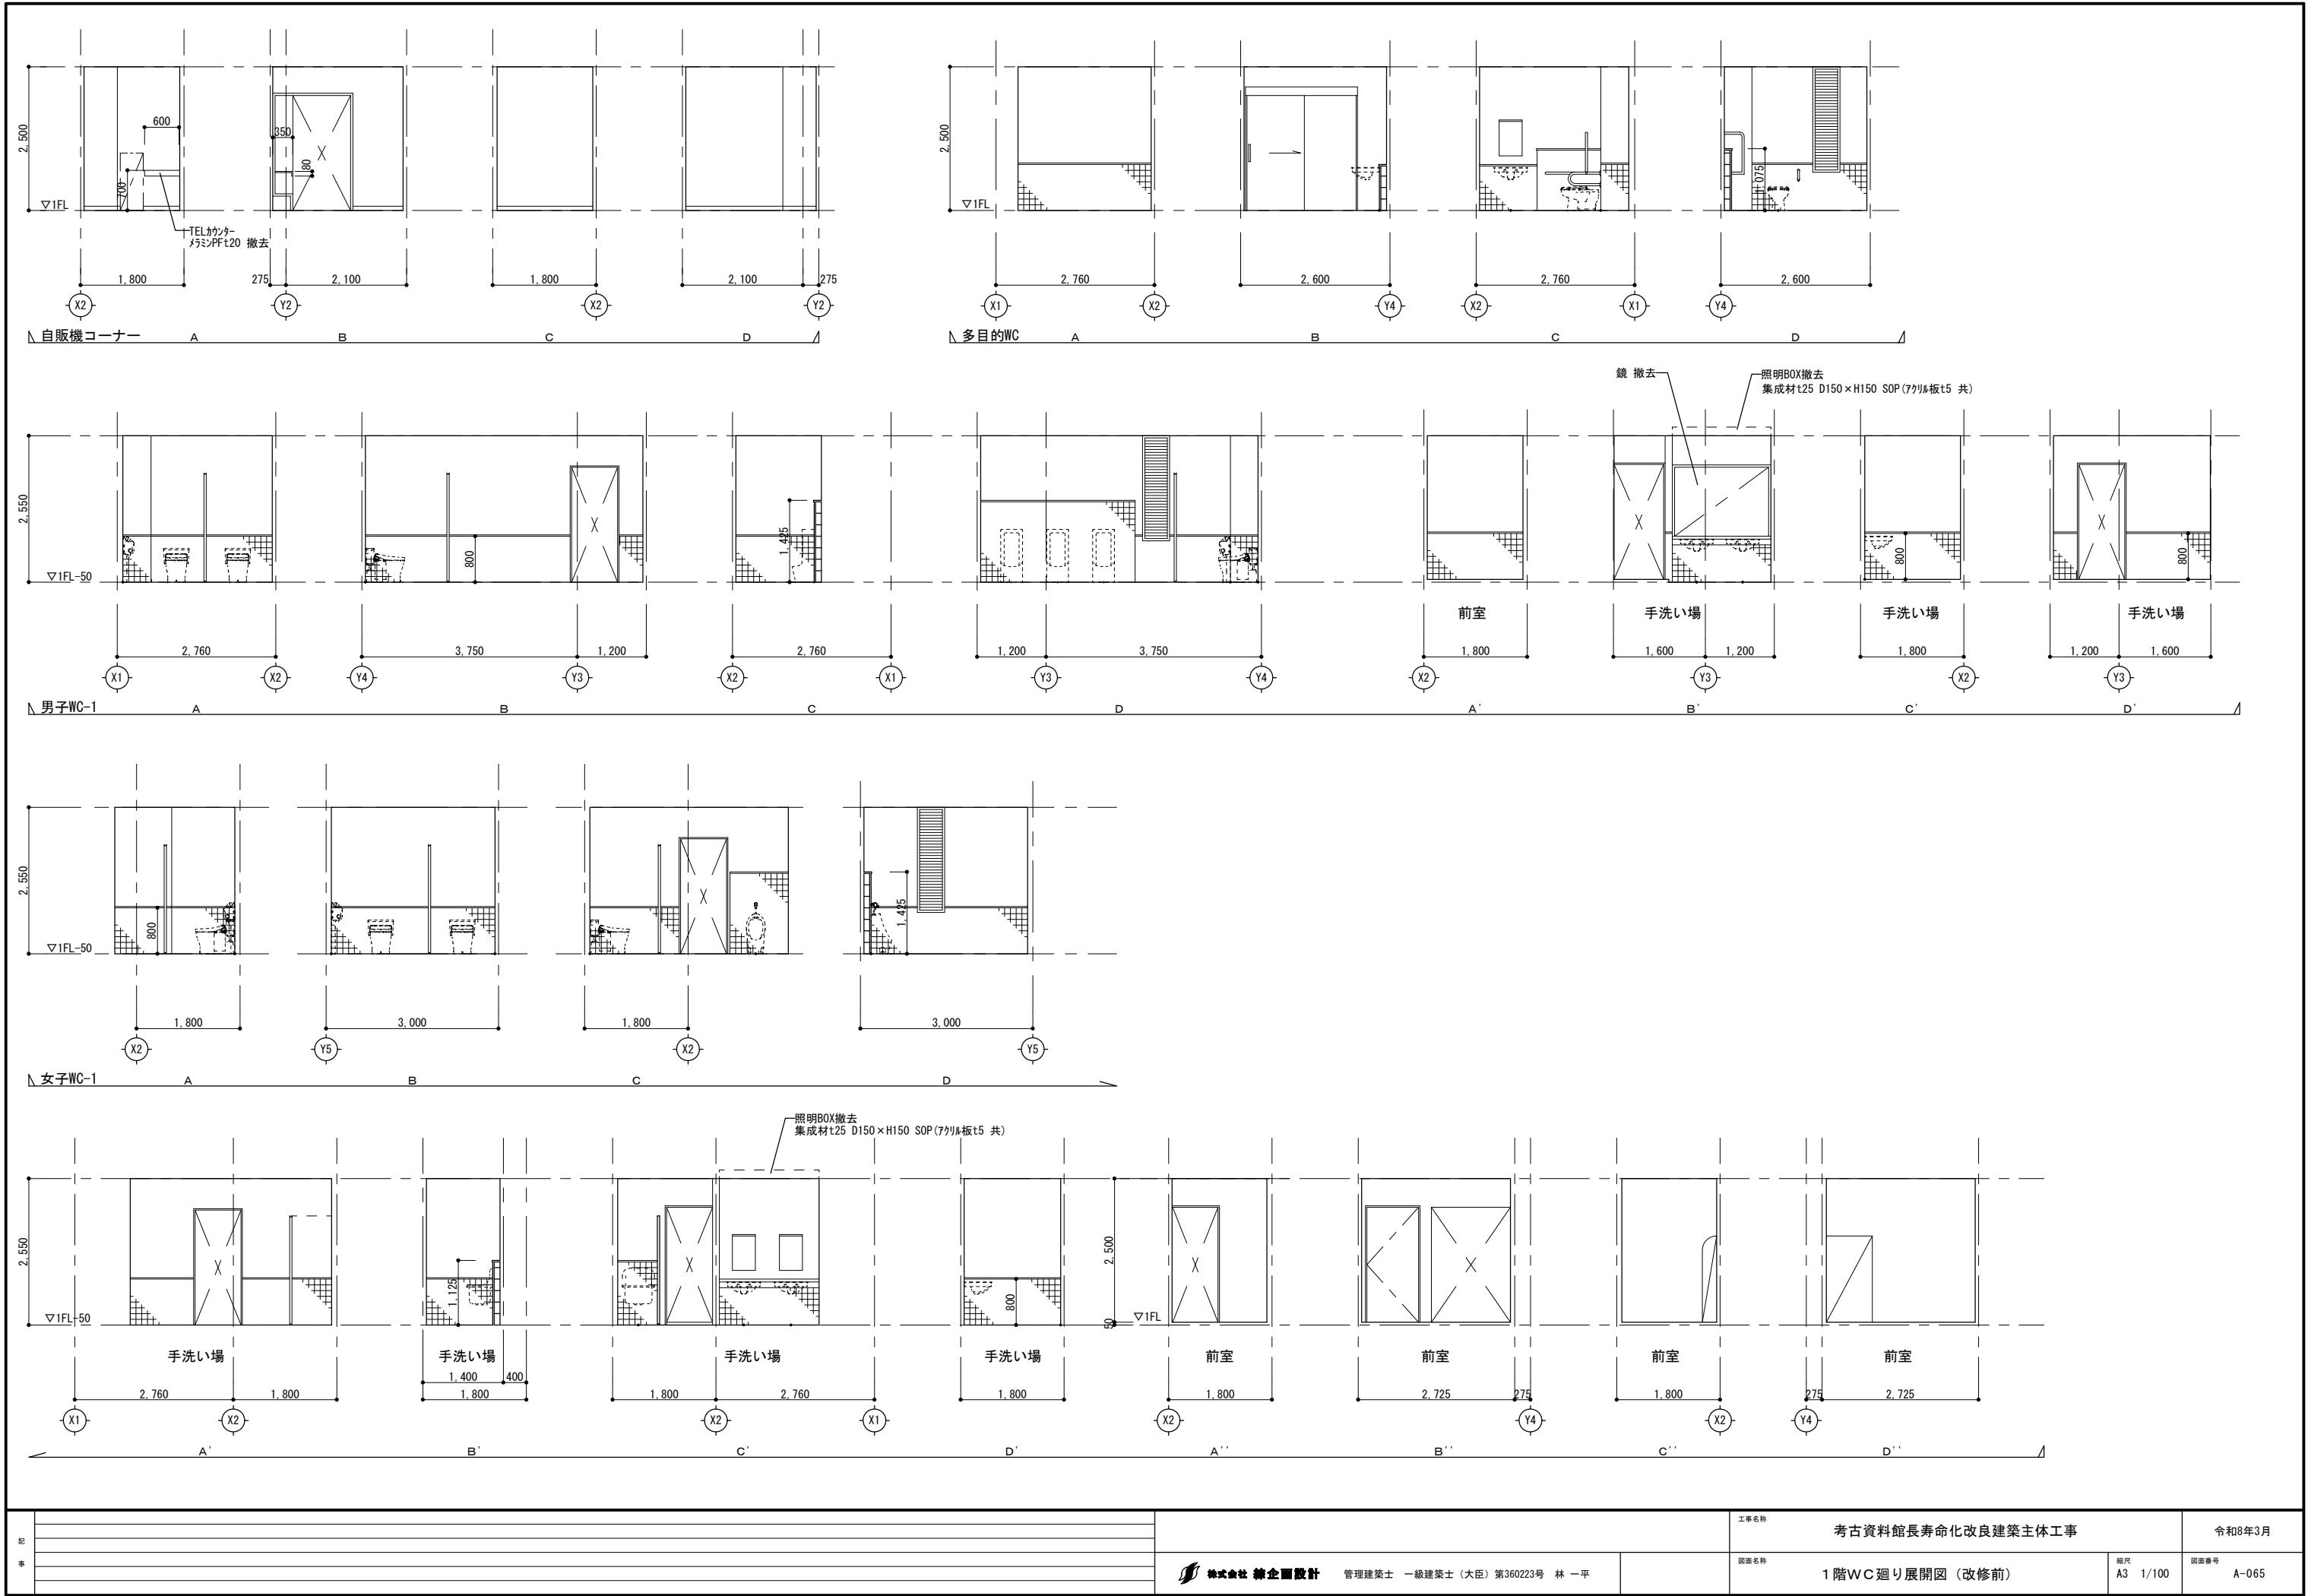 2,500
▽1FL
600
700
TELカウンター
メラミンPFt20 撤去
350
80
1,800
275
2,100
1,800
2,100
275
X2
Y2
X2
Y2
自販機コーナー
A
B
C
D
2,500
▽1FL
1,075
2,760
2,600
2,760
2,600
X1
X2
Y4
X2
X1
Y4
多目的WC
A
B
C
D
鏡 撤去
照明BOX撤去
集成材t25 D150×H150 SOP(アクリル板t5 共)
2,550
▽1FL-50
800
1,425
800
800
前室
手洗い場
手洗い場
手洗い場
2,760
3,750
1,200
2,760
1,200
3,750
1,800
1,600
1,200
1,800
1,200
1,600
X1
X2
Y4
Y3
X2
X1
Y3
Y4
X2
Y3
X2
Y3
男子WC-1
A
B
C
D
A'
B'
C'
D'
2,550
▽1FL-50
800
1,425
1,800
3,000
1,800
3,000
X2
Y5
X2
Y5
女子WC-1
A
B
C
D
照明BOX撤去
集成材t25 D150×H150 SOP(アクリル板t5 共)
2,550
▽1FL-50
1,125
800
2,500
50
▽1FL
手洗い場
手洗い場
手洗い場
手洗い場
前室
前室
前室
前室
2,760
1,800
1,400
400
1,800
1,800
2,760
1,800
1,800
2,725
275
1,800
275
2,725
X1
X2
X2
X1
X2
Y4
X2
Y4
A'
B'
C'
D'
A''
B''
C''
D''
記
事
株式会社 綜企画設計
管理建築士 一級建築士（大臣）第360223号 林 一平
工事名称
考古資料館長寿命化改良建築主体工事
令和8年3月
図面名称
1階WC廻り展開図（改修前）
縮尺
A3 1/100
図面番号
A-065